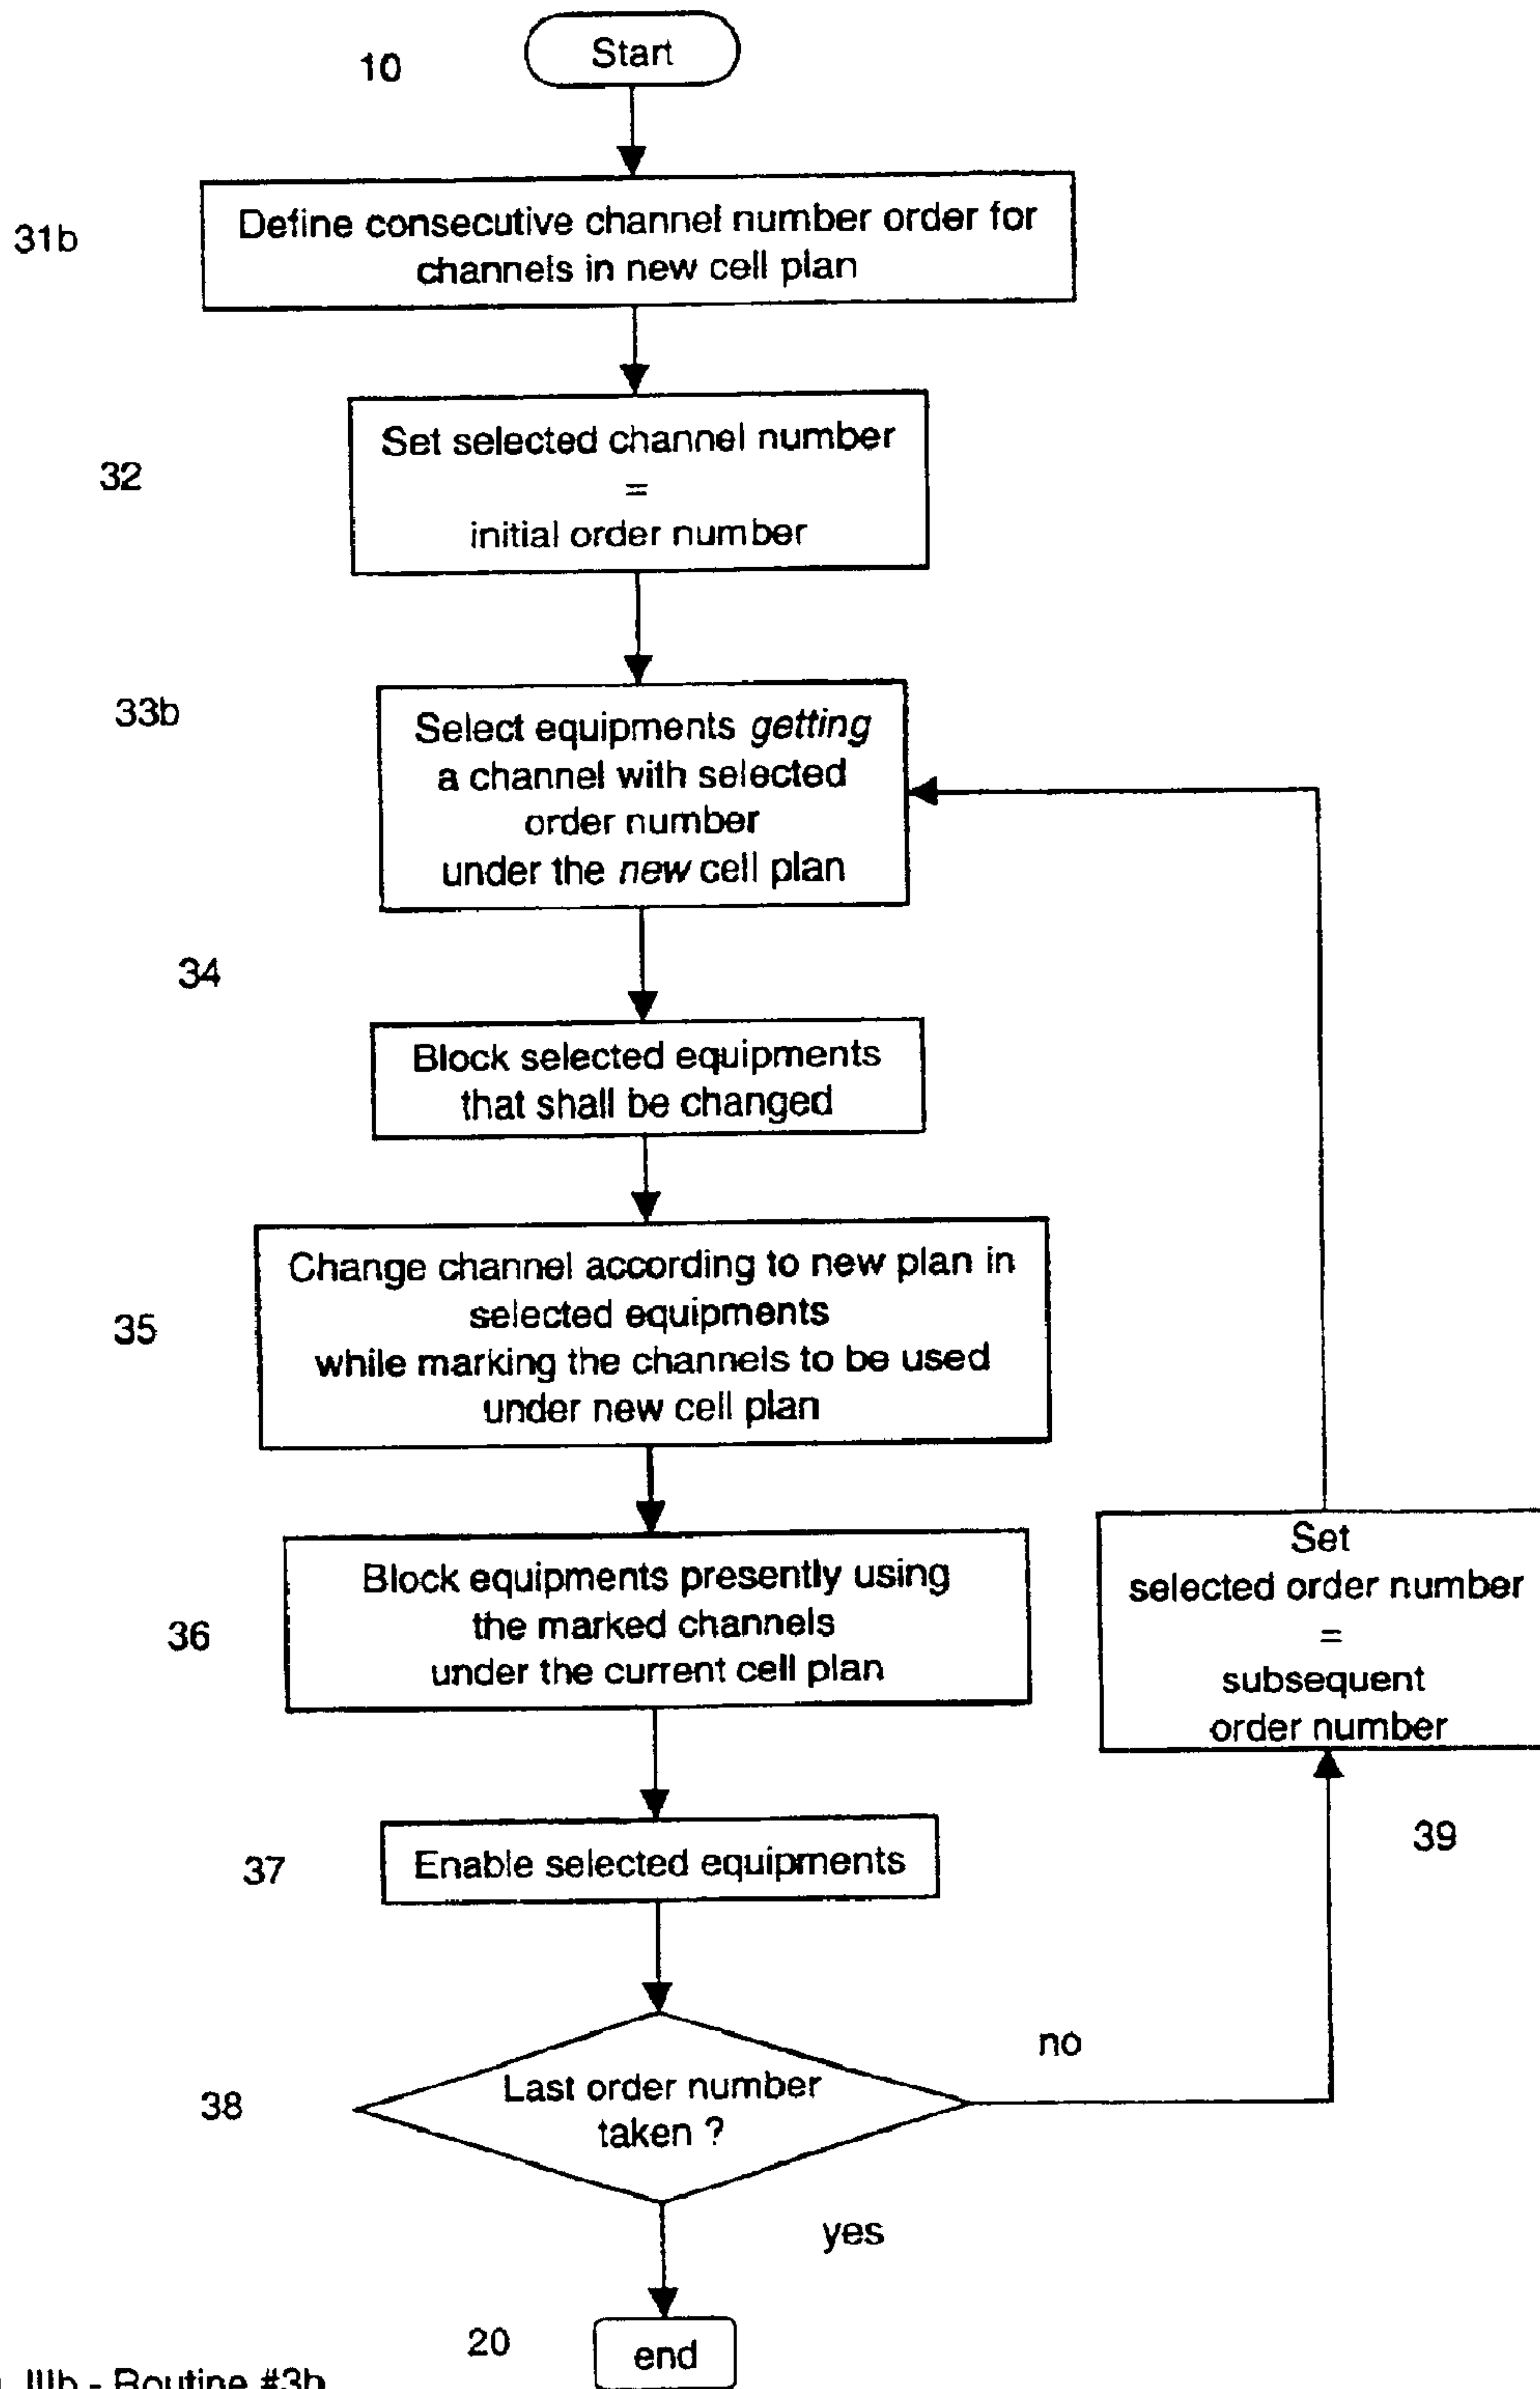 10
Start
31b
Define consecutive channel number order for
channels in new cell plan
32
Set selected channel number
=
initial order number
33b
Select equipments getting
a channel with selected
order number
under the new cell plan
34
Block selected equipments
that shall be changed
35
Change channel according to new plan in
selected equipments
while marking the channels to be used
under new cell plan
36
Block equipments presently using
the marked channels
under the current cell plan
Set
selected order number
=
subsequent
order number
39
37
Enable selected equipments
38
Last order number
taken ?
no
yes
20
end
IIIb - Routine #3b